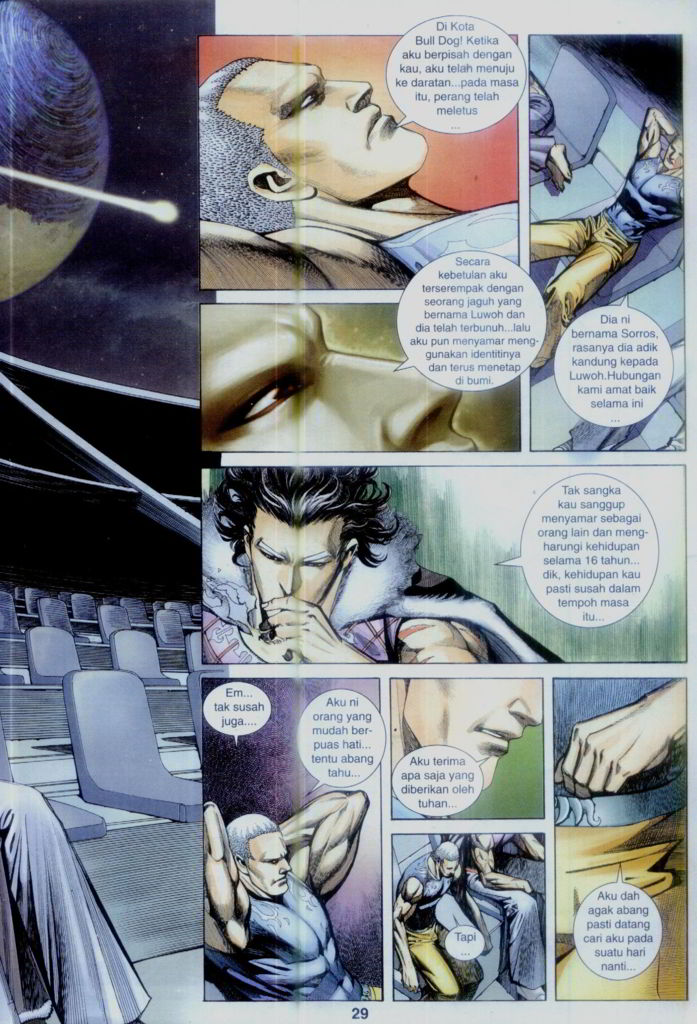 Di Kota
Bull Dog! Ketika
aku berpisah dengan
kau, aku telah menuju
ke daratan...pada masa
itu, perang telah
meletus
...
Secara
kebetulan aku
terserempak dengan
seorang jaguh yang
bernama Luwoh dan
dia telah terbunuh...lalu
aku pun menyamar meng-
gunakan identitinya
dan terus menetap
di bumi.
Dia ni
bernama Sorros,
rasanya dia adik
kandung kepada
Luwoh.Hubungan
kami amat baik
selama ini
...
Tak sangka
kau sanggup
menyamar sebagai
orang lain dan meng-
harungi kehidupan
selama 16 tahun...
dik, kehidupan kau
pasti susah dalam
tempoh masa
itu...
Em...
tak susah
juga....
Aku ni
orang yang
mudah ber-
puas hati...
tentu abang
tahu...
Aku terima
apa saja yang
diberikan oleh
tuhan...
Tapi
...
Aku dah
agak abang
pasti datang
cari aku pada
suatu hari
nanti...
29